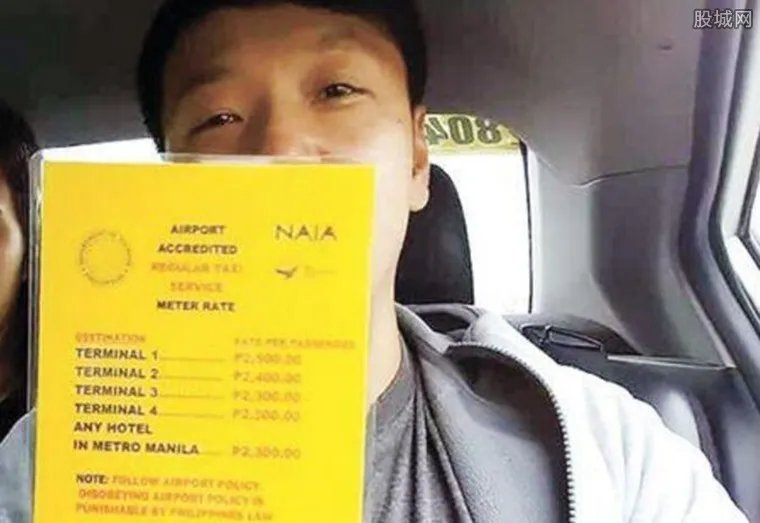 股城网
804
AIRPORT
ACCREDITED
REGULAR TAXI
SERVICE
METER RATE
NAIA
DESTINATION RATE PER PASSENGER
TERMINAL 1 P2,500.00
TERMINAL 2 P2,400.00
TERMINAL 3 P2,300.00
TERMINAL 4 P2,200.00
ANY HOTEL
IN METRO MANILA P2,300.00
NOTE: FOLLOW AIRPORT POLICY.
DISOBEYING AIRPORT POLICY IS
PUNISHABLE BY PHILIPPINES LAW